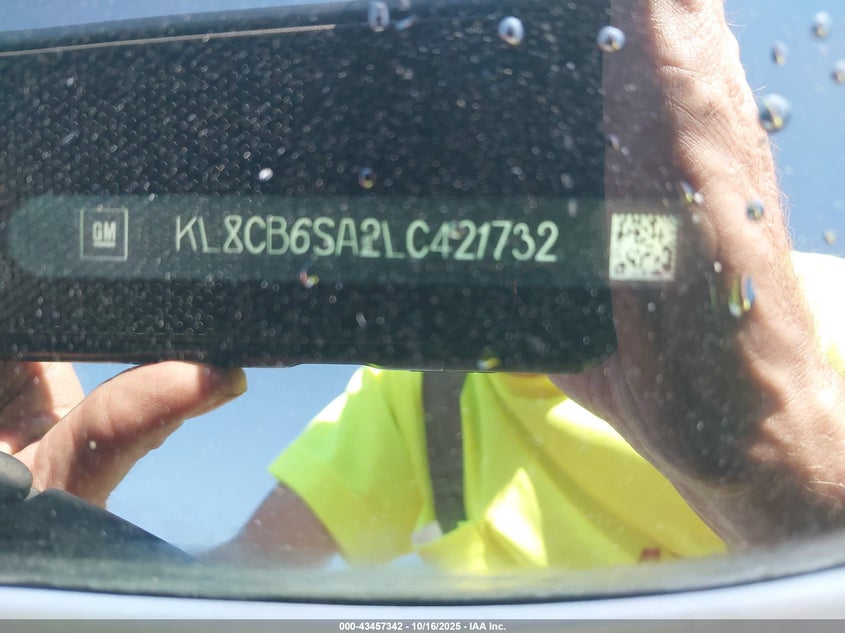 GM KL8CB6SA2LC421732
000-43457342 - 10/16/2025 - IAA Inc.